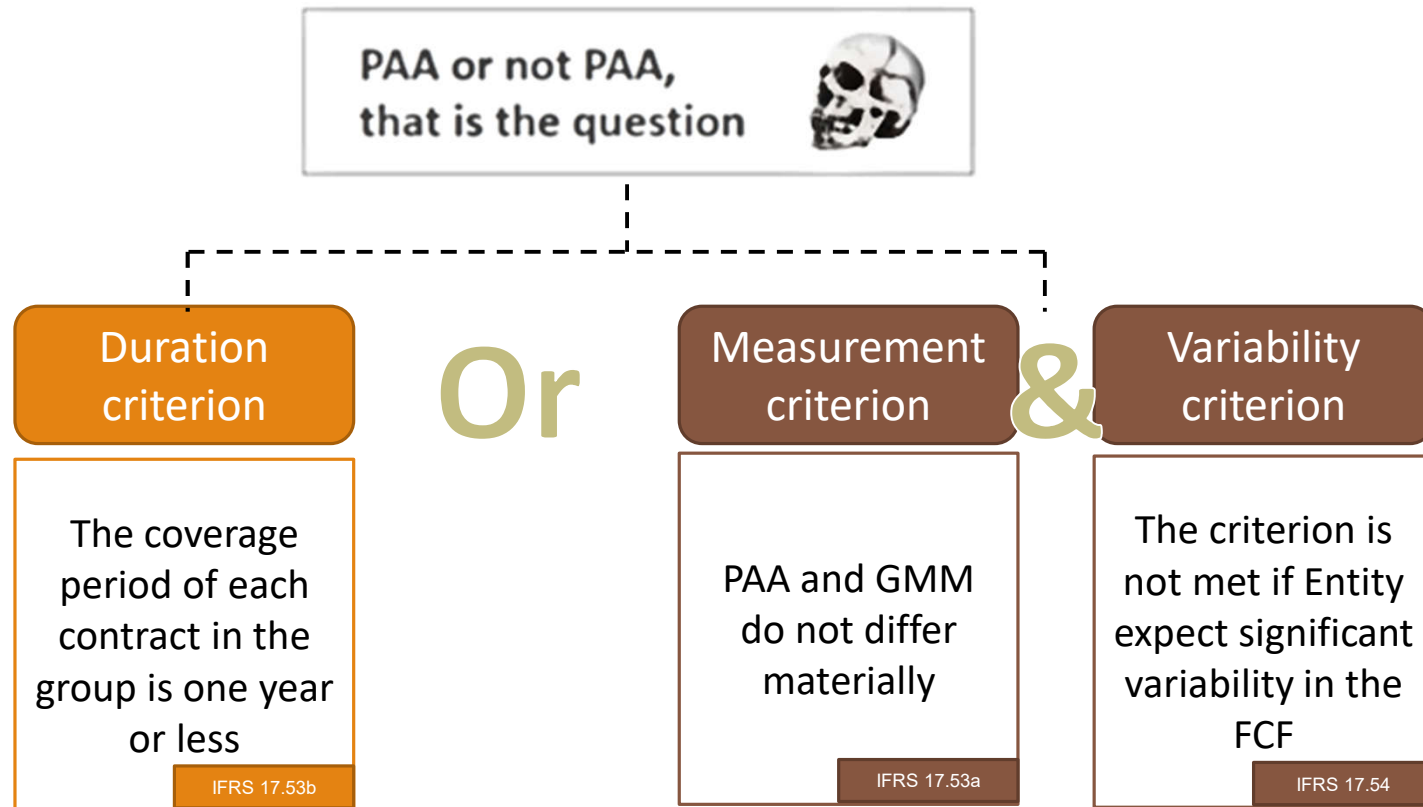 PAA or not PAA,
that is the question
Duration
criterion
Or
Measurement
criterion
&
Variability
criterion
The coverage
period of each
contract in the
group is one year
or less
IFRS 17.53b
PAA and GMM
do not differ
materially
IFRS 17.53a
The criterion is
not met if Entity
expect significant
variability in the
FCF
IFRS 17.54